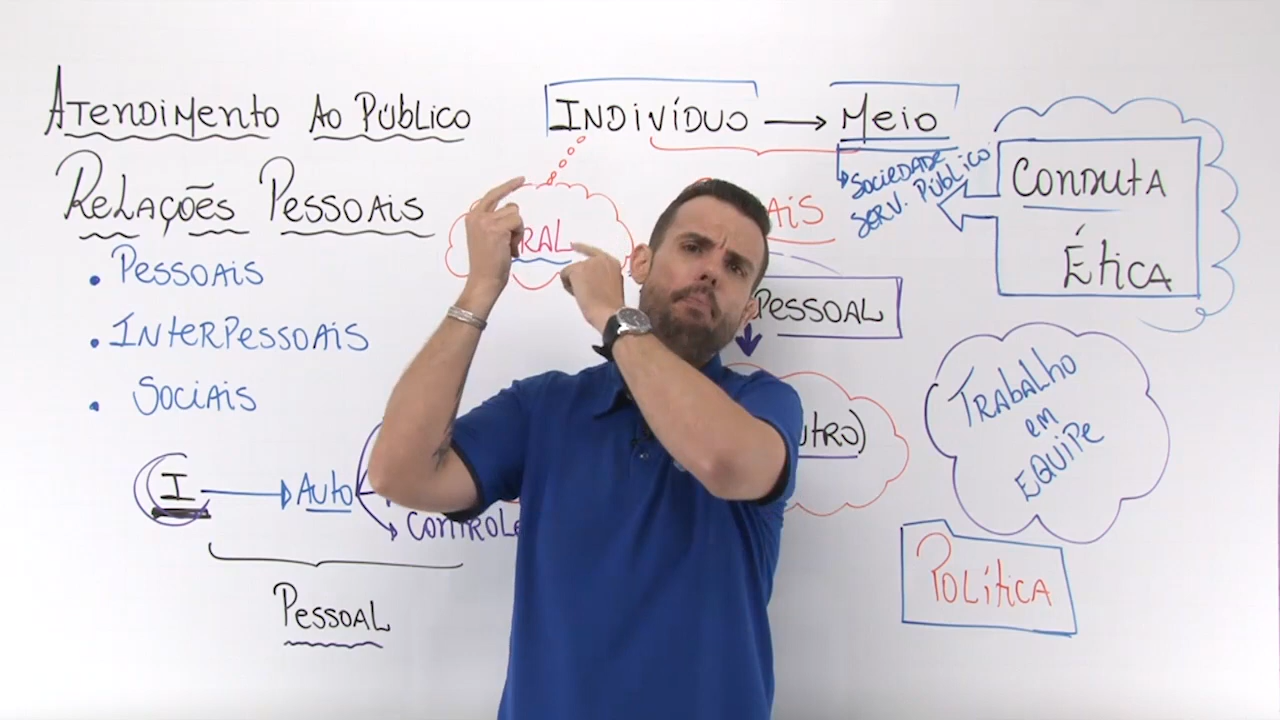 Atendimento Ao Público
Relações Pessoais
• Pessoais
• Interpessoais
• Sociais
I → Auto
Controle
Pessoal
Indivíduo → Meio
Sociedade
Serv. Público
Conduta
Ética
Pessoal
Trabalho
em
Equipe
Política